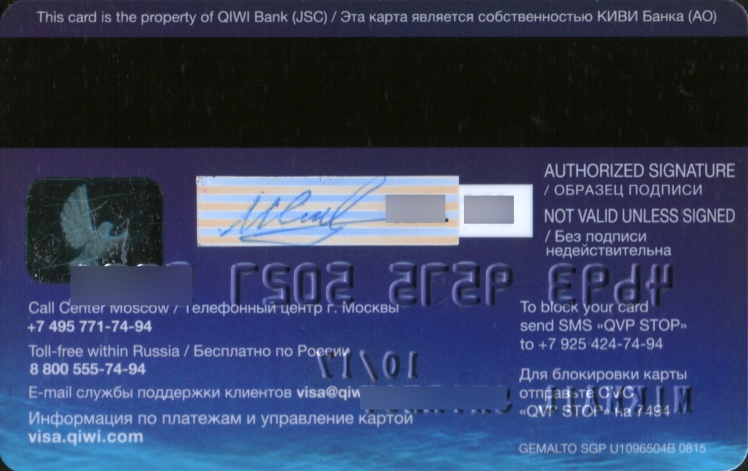 This card is the property of QIWI Bank (JSC) / Эта карта является собственностью КИВИ Банка (АО)
AUTHORIZED SIGNATURE
/ ОБРАЗЕЦ ПОДПИСИ
NOT VALID UNLESS SIGNED
/ Без подписи
недействительна
Call Center Moscow / Телефонный центр г. Москвы
+7 495 771-74-94
Toll-free within Russia / Бесплатно по России
8 800 555-74-94
E-mail службы поддержки клиентов visa@qiw
Информация по платежам и управление картой
visa.qiwi.com
To block your card
send SMS «QVP STOP»
to +7 925 424-74-94
Для блокировки карты
отправьте СМС
«QVP STOP» на 7494
GEMALTO SGP U1096504B 0815